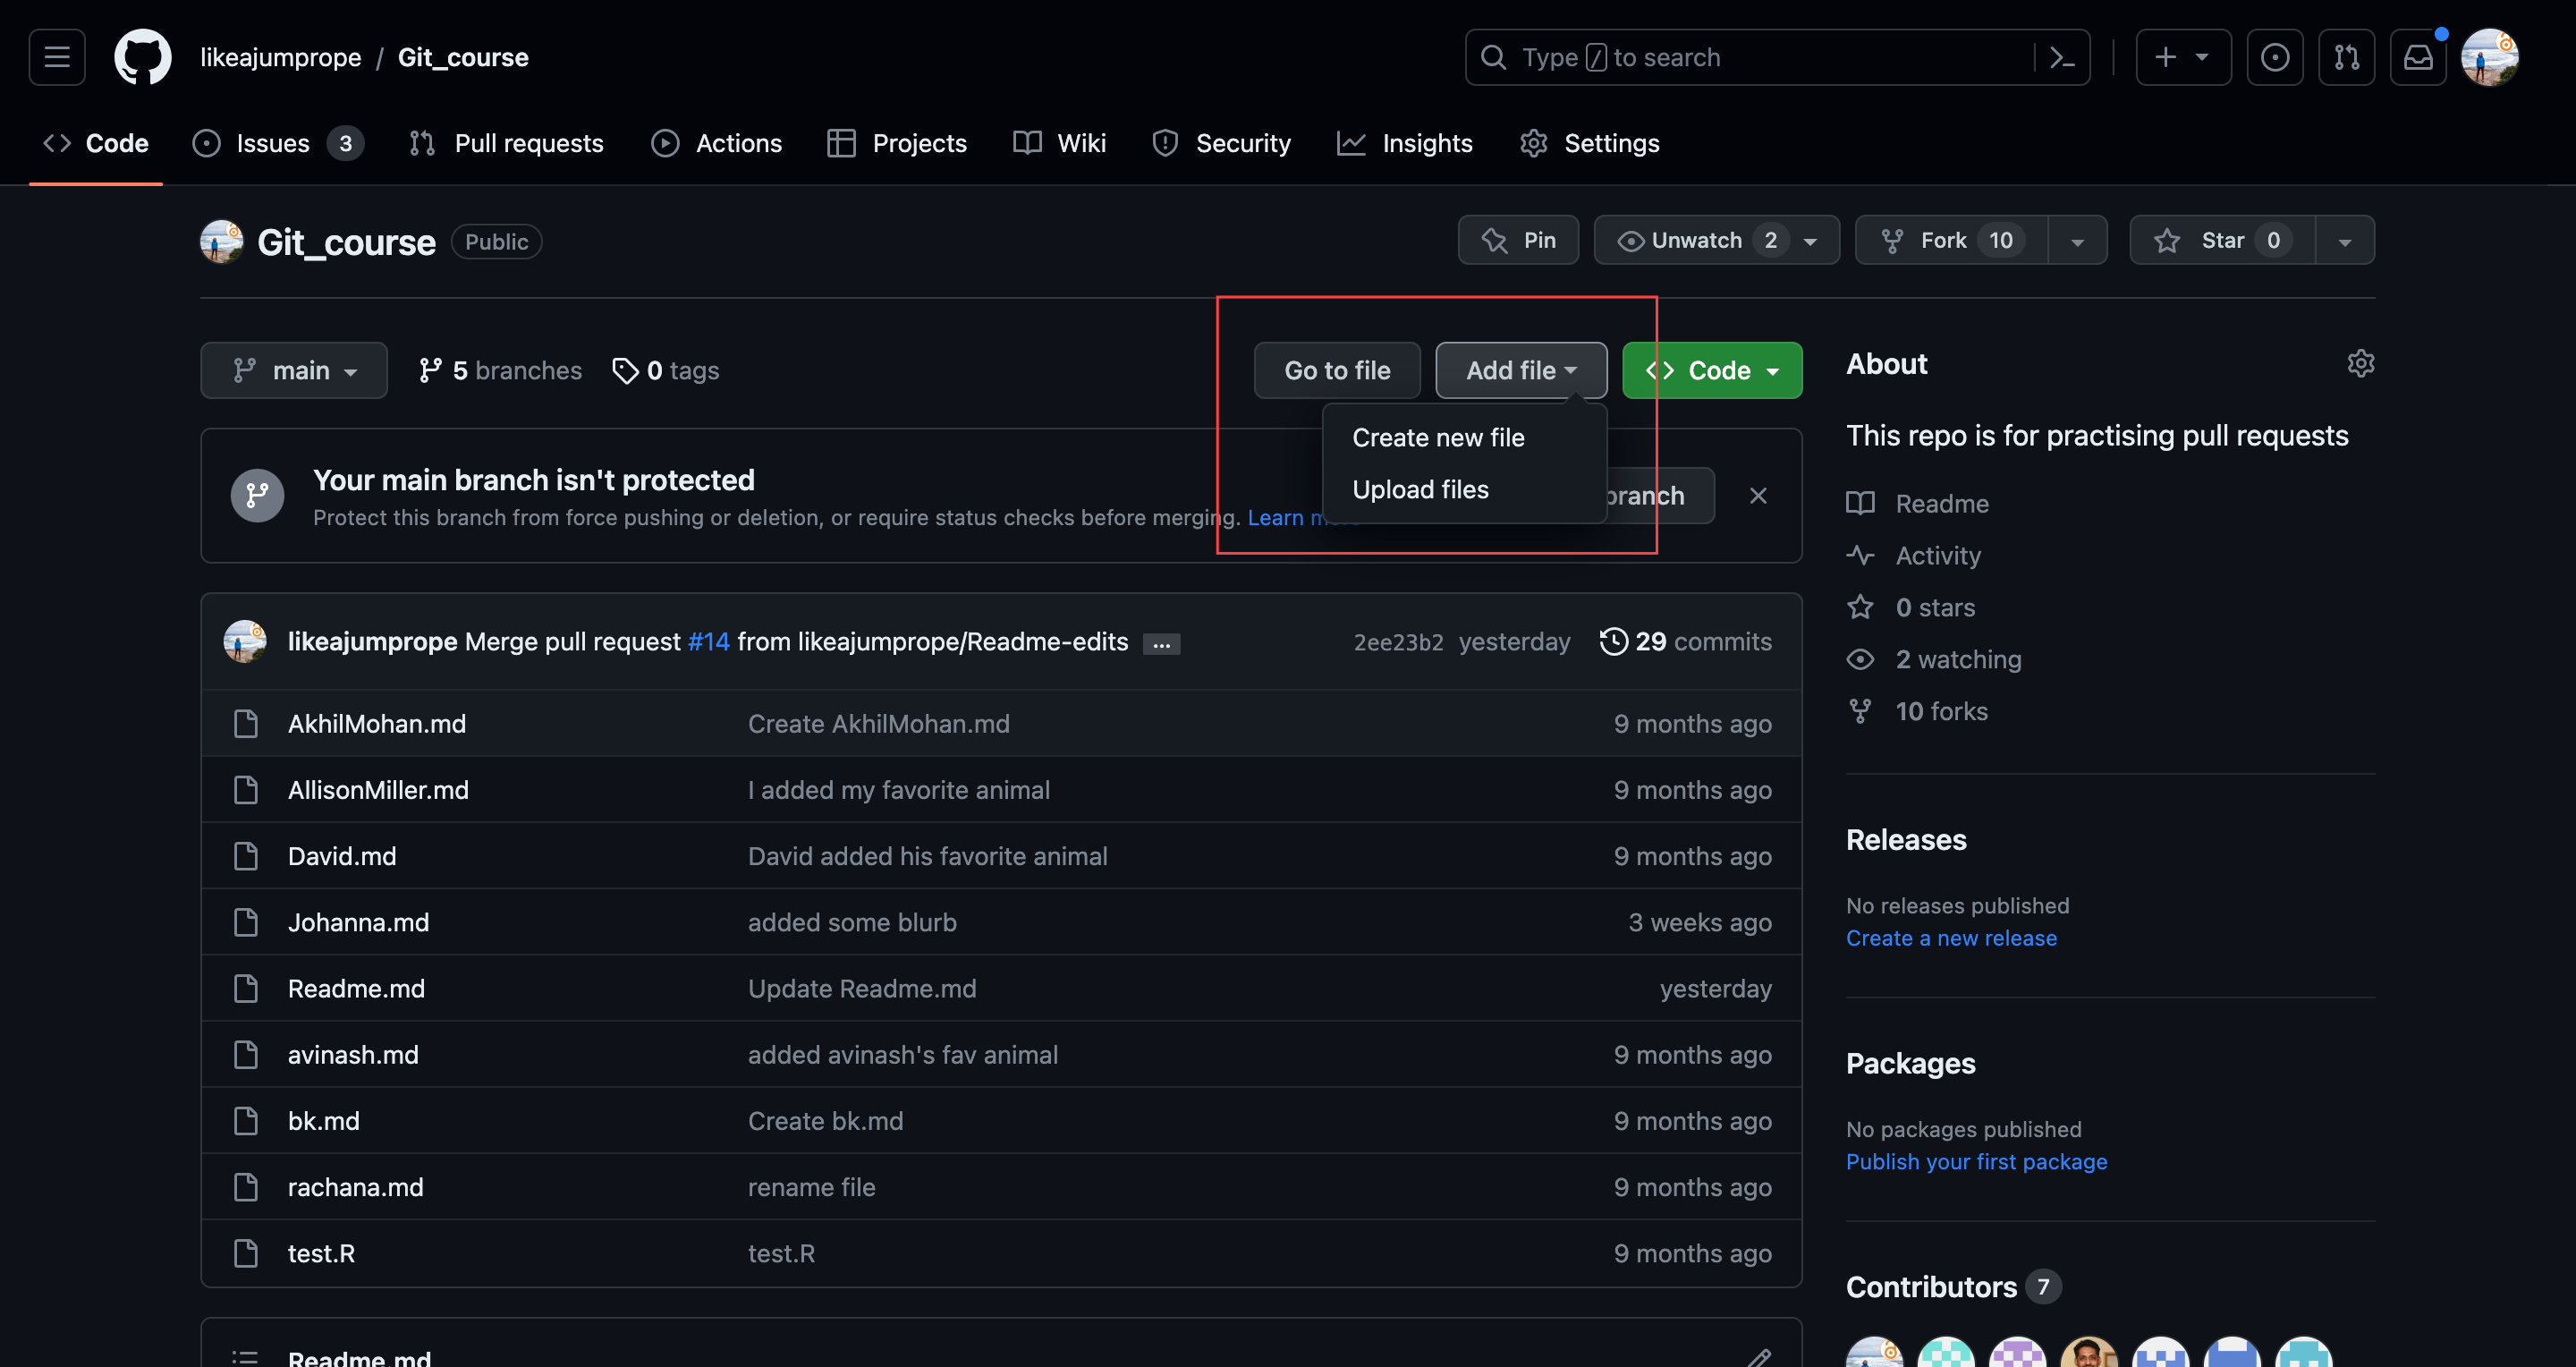 likeajumprope / Git_course
Type / to search
Code Issues 3 Pull requests Actions Projects Wiki Security Insights Settings
Git_course Public
Pin Unwatch 2 Fork 10 Star 0
main 5 branches 0 tags
Go to file Add file Code
Create new file
Upload files
Your main branch isn't protected
Protect this branch from force pushing or deletion, or require status checks before merging. Learn
branch
likeajumprope Merge pull request #14 from likeajumprope/Readme-edits ... 2ee23b2 yesterday 29 commits
AkhilMohan.md Create AkhilMohan.md 9 months ago
AllisonMiller.md I added my favorite animal 9 months ago
David.md David added his favorite animal 9 months ago
Johanna.md added some blurb 3 weeks ago
Readme.md Update Readme.md yesterday
avinash.md added avinash's fav animal 9 months ago
bk.md Create bk.md 9 months ago
rachana.md rename file 9 months ago
test.R test.R 9 months ago
Readme.md
About
This repo is for practising pull requests
Readme
Activity
0 stars
2 watching
10 forks
Releases
No releases published
Create a new release
Packages
No packages published
Publish your first package
Contributors 7